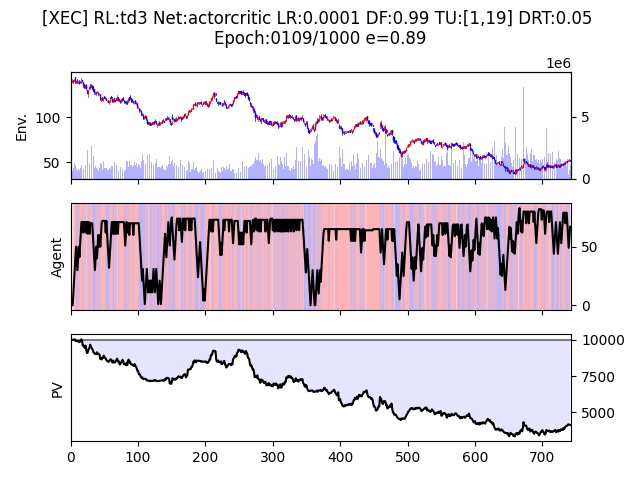 [XEC] RL:td3 Net:actorcritic LR:0.0001 DF:0.99 TU:[1,19] DRT:0.05
Epoch:0109/1000 e=0.89
1e6
Env.
100
50
5
0
Agent
50
0
PV
10000
7500
5000
0 100 200 300 400 500 600 700